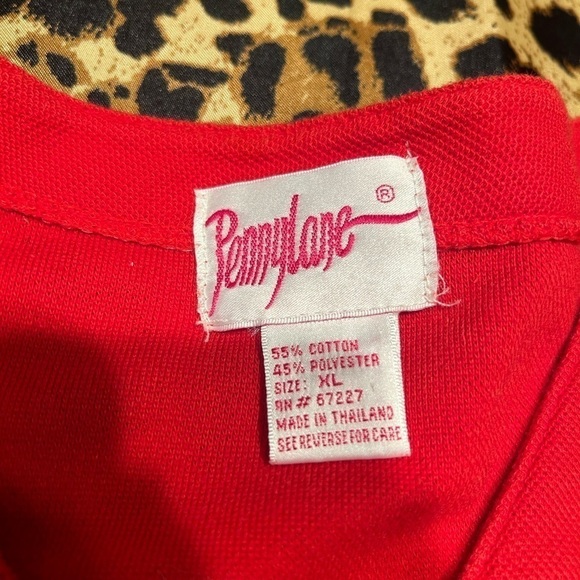 Pennylane ®
55% COTTON
45% POLYESTER
SIZE: XL
RN# 67227
MADE IN THAILAND
SEE REVERSE FOR CARE